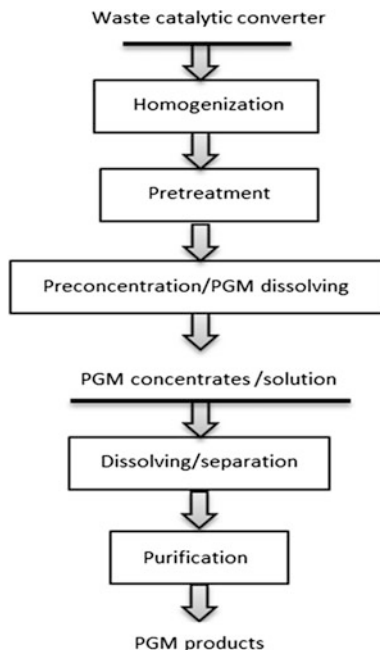 Waste catalytic converter
Homogenization
Pretreatment
Preconcentration/PGM dissolving
PGM concentrates/solution
Dissolving/separation
Purification
PGM products